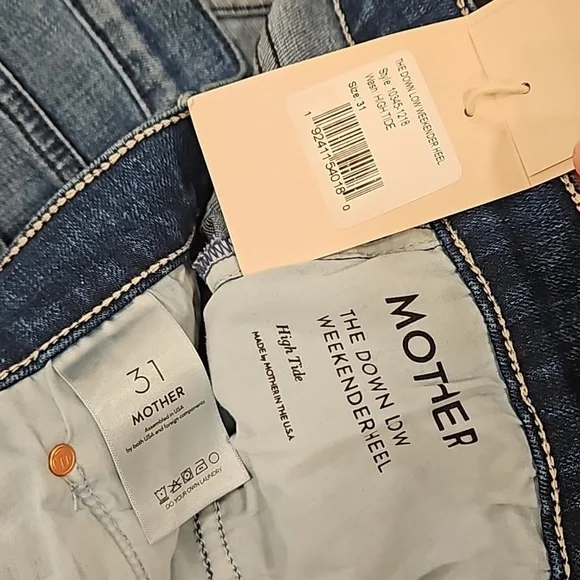 THE DOWN LOW WEEKENDER HEEL
Style: 10345-1218
Wash: HIGH TIDE
Size: 31
1 92411 54018 0
MOTHER
THE DOWN LOW
WEEKENDER HEEL
High Tide
MADE by MOTHER IN THE U.S.A.
31
MOTHER
Assembled in USA
by both USA and foreign components
DO YOUR OWN LAUNDRY